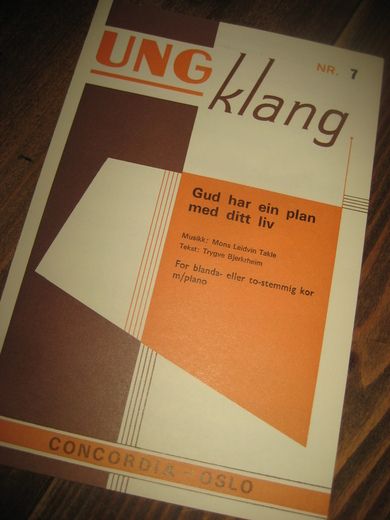 UNG klang
NR. 7
Gud har ein plan
med ditt liv
Musikk: Mons Leidvin Takle
Tekst: Trygve Bjerkrheim
For blanda- eller to-stemmig kor
m/piano
CONCORDIA - OSLO